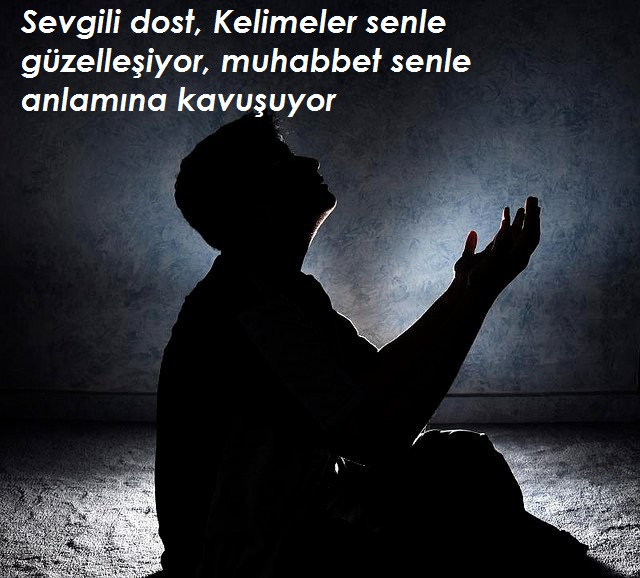 Sevgili dost, Kelimeler senle
güzelleşiyor, muhabbet senle
anlamına kavuşuyor